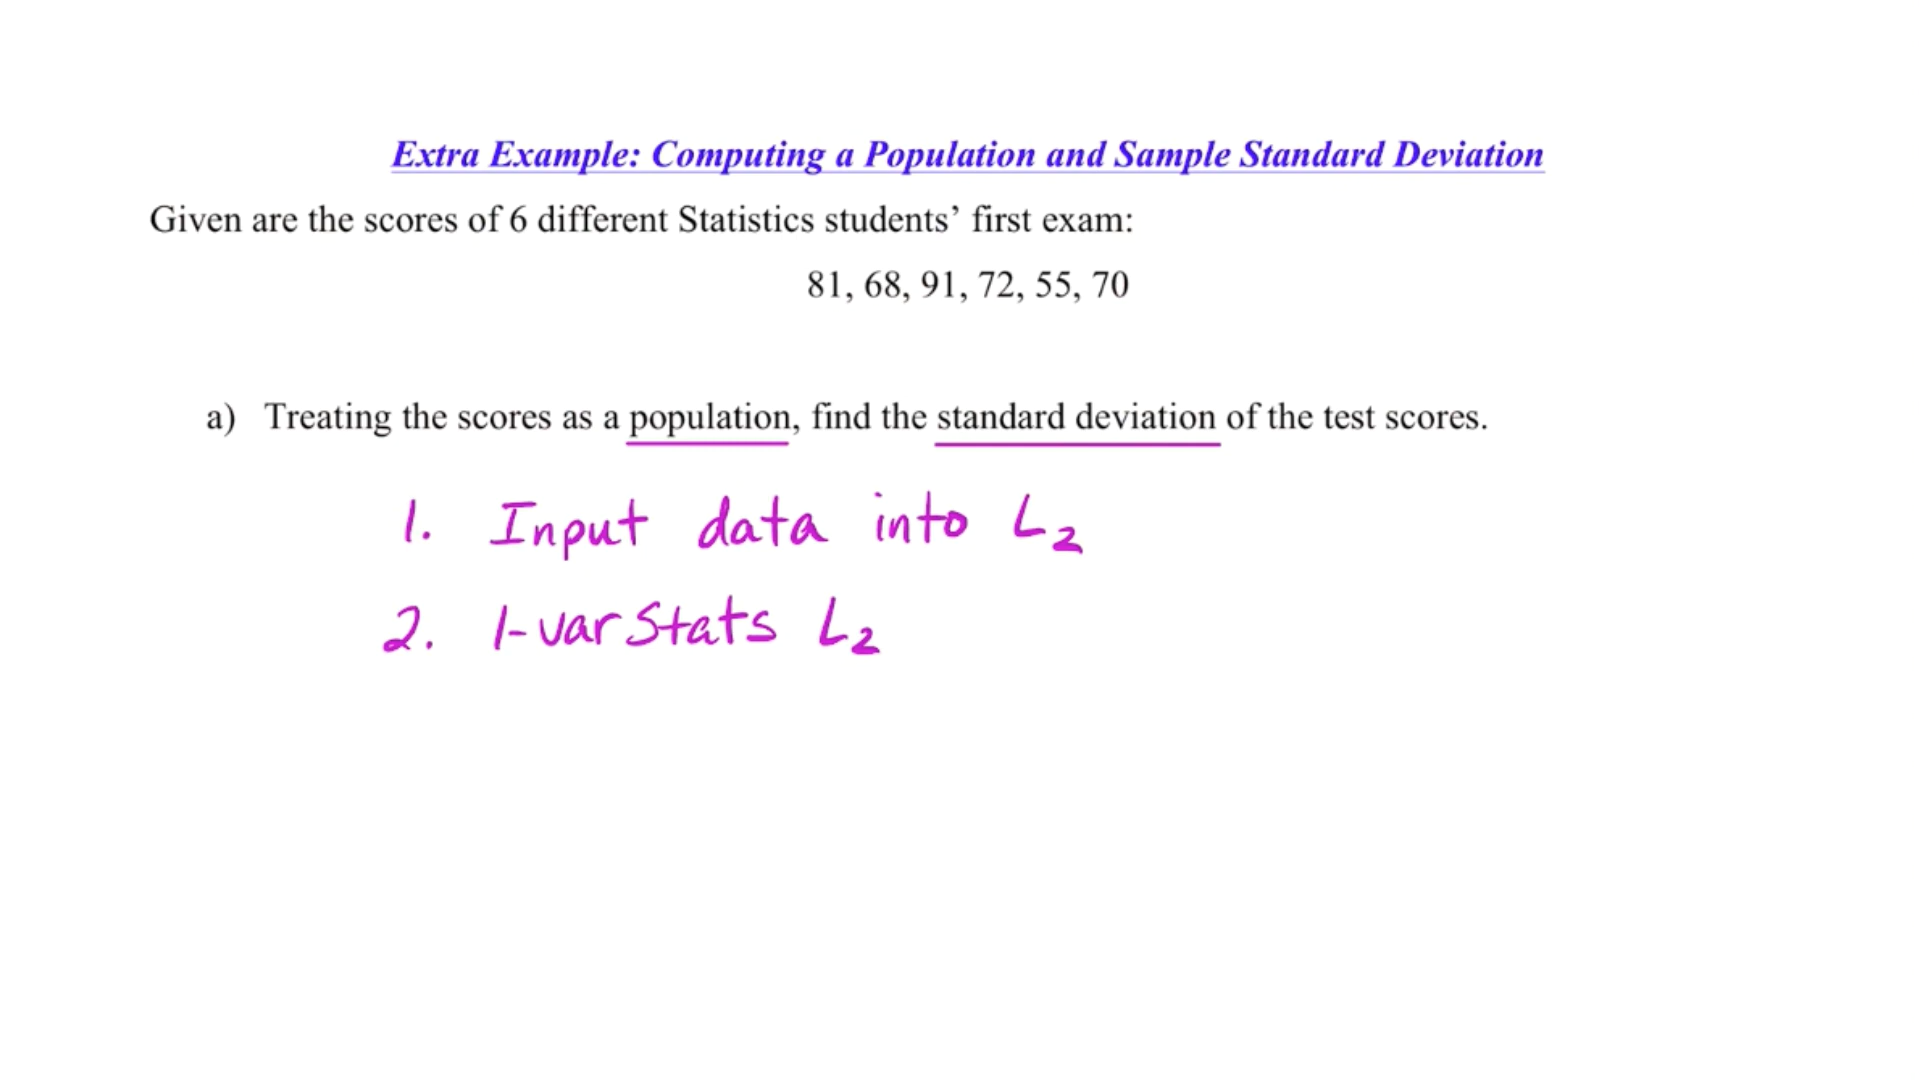 Extra Example: Computing a Population and Sample Standard Deviation
Given are the scores of 6 different Statistics students’ first exam:
81, 68, 91, 72, 55, 70
a) Treating the scores as a population, find the standard deviation of the test scores.
1. Input data into L₂
2. 1-varStats L₂